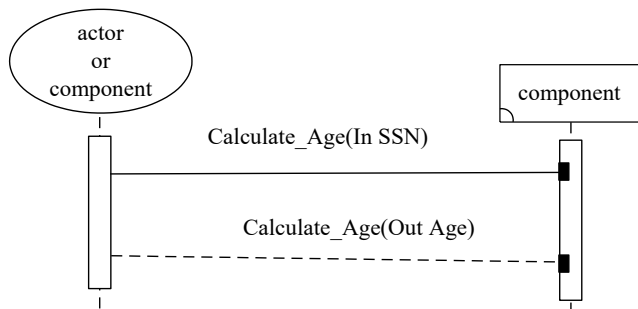 actor
or
component
component
Calculate_Age(In SSN)
Calculate_Age(Out Age)